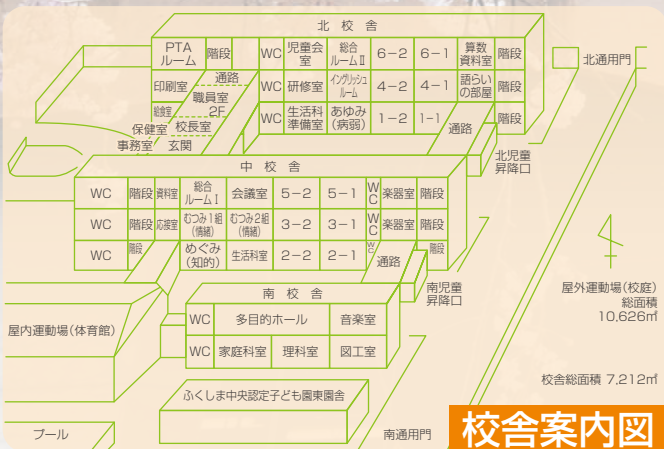 北校舎
PTAルーム 階段 WC 児童会室 総合ルームⅡ 6-2 6-1 算数資料室 階段
北通用門
印刷室 通路 WC 研修室 イングリッシュルーム 4-2 4-1 語らいの部屋 階段
職員室 2F
校長室 WC 生活科準備室 あゆみ(病弱) 1-2 1-1 通路 階段
保健室
事務室 玄関
北児童昇降口
中校舎
WC 階段 資料室 総合ルームⅠ 会議室 5-2 5-1 WC 楽器室 階段
WC 階段 応接室 むつみ1組(情緒) むつみ2組(情緒) 3-2 3-1 WC 楽器室 階段
WC 階段 めぐみ(知的) 生活科室 2-2 2-1 WC 通路 階段
南児童昇降口
南校舎
WC 多目的ホール 音楽室
WC 家庭科室 理科室 図工室
屋内運動場(体育館)
屋外運動場(校庭)
総面積
10,626㎡
校舎総面積 7,212㎡
ふくしま中央認定子ども園東園舎
プール
南通用門
校舎案内図